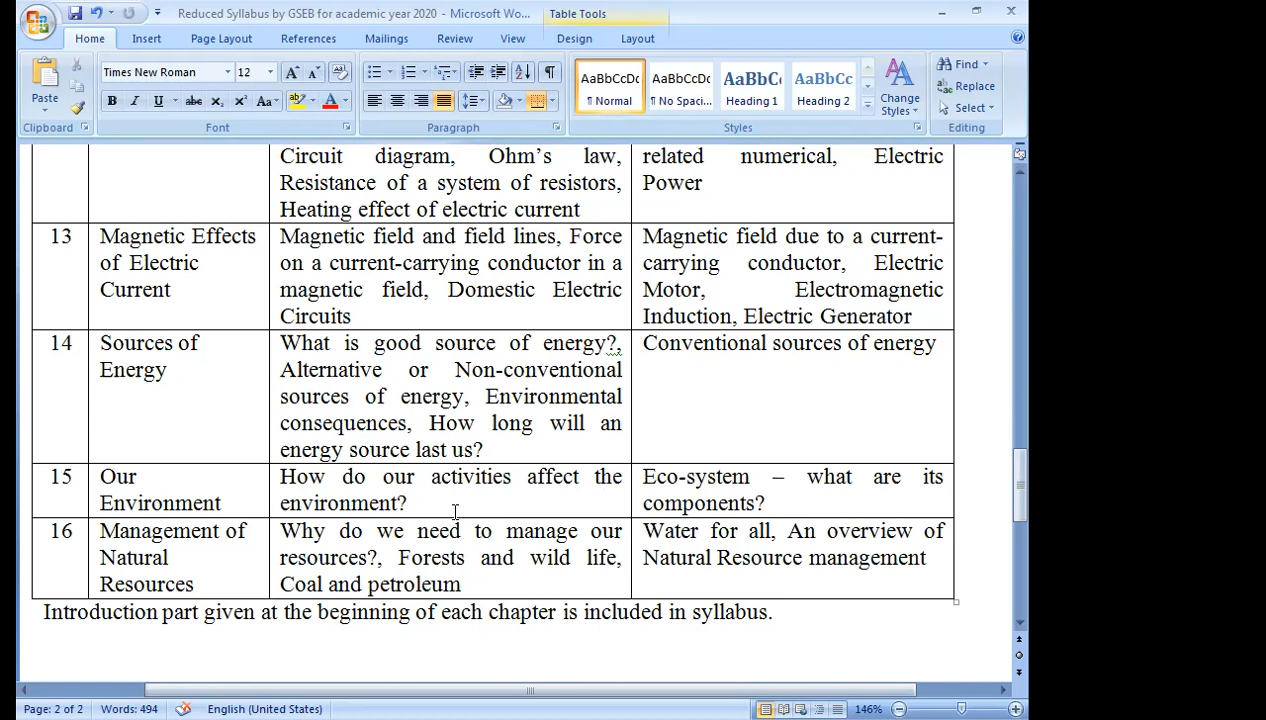 Reduced Syllabus by GSEB for academic year 2020 - Microsoft Wo... Table Tools
Home Insert Page Layout References Mailings Review View Design Layout
Times New Roman 12
AaBbCcDc AaBbCcDc AaBbC AaBbCc
¶ Normal ¶ No Spaci... Heading 1 Heading 2
Paste
Change
Styles
Find
Replace
Select
Clipboard Font Paragraph Styles Editing
Circuit diagram, Ohm's law, related numerical, Electric
Resistance of a system of resistors, Power
Heating effect of electric current
13 Magnetic Effects Magnetic field and field lines, Force Magnetic field due to a current-
of Electric on a current-carrying conductor in a carrying conductor, Electric
Current magnetic field, Domestic Electric Motor, Electromagnetic
Circuits Induction, Electric Generator
14 Sources of What is good source of energy?, Conventional sources of energy
Energy Alternative or Non-conventional
sources of energy, Environmental
consequences, How long will an
energy source last us?
15 Our How do our activities affect the Eco-system – what are its
Environment environment? components?
16 Management of Why do we need to manage our Water for all, An overview of
Natural resources?, Forests and wild life, Natural Resource management
Resources Coal and petroleum
Introduction part given at the beginning of each chapter is included in syllabus.
Page: 2 of 2 Words: 494 English (United States) 146%